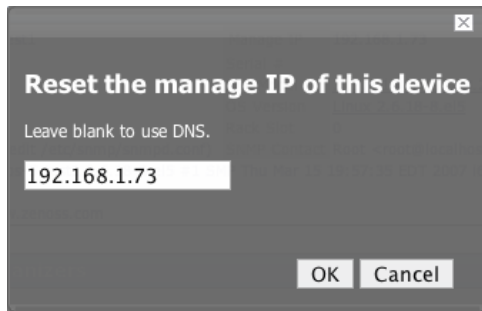 Reset the manage IP of this device
Leave blank to use DNS.
192.168.1.73
OK Cancel